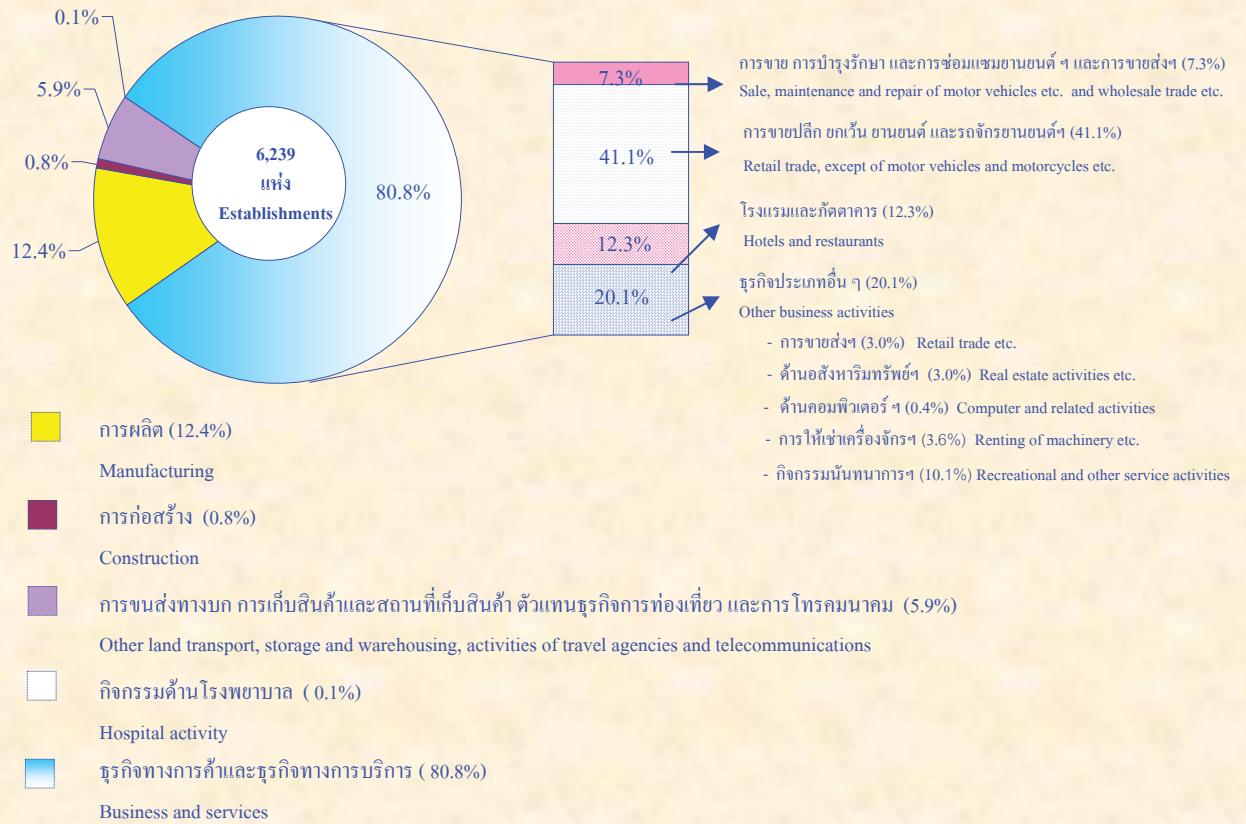 0.1%
5.9%
0.8%
12.4%
6,239
แห่ง
Establishments
80.8%
7.3%
41.1%
12.3%
20.1%
การขาย การบำรุงรักษา และการซ่อมแซมยานยนต์ ฯ และการขายส่งฯ (7.3%)
Sale, maintenance and repair of motor vehicles etc. and wholesale trade etc.
การขายปลีก ยกเว้น ยานยนต์ และรถจักรยานยนต์ฯ (41.1%)
Retail trade, except of motor vehicles and motorcycles etc.
โรงแรมและภัตตาคาร (12.3%)
Hotels and restaurants
ธุรกิจประเภทอื่น ๆ (20.1%)
Other business activities
- การขายส่งฯ (3.0%) Retail trade etc.
- ด้านอสังหาริมทรัพย์ฯ (3.0%) Real estate activities etc.
- ด้านคอมพิวเตอร์ ฯ (0.4%) Computer and related activities
- การให้เช่าเครื่องจักรฯ (3.6%) Renting of machinery etc.
- กิจกรรมนันทนาการฯ (10.1%) Recreational and other service activities
การผลิต (12.4%)
Manufacturing
การก่อสร้าง (0.8%)
Construction
การขนส่งทางบก การเก็บสินค้าและสถานที่เก็บสินค้า ตัวแทนธุรกิจการท่องเที่ยว และการโทรคมนาคม (5.9%)
Other land transport, storage and warehousing, activities of travel agencies and telecommunications
กิจกรรมด้านโรงพยาบาล ( 0.1%)
Hospital activity
ธุรกิจทางการค้าและธุรกิจทางการบริการ ( 80.8%)
Business and services